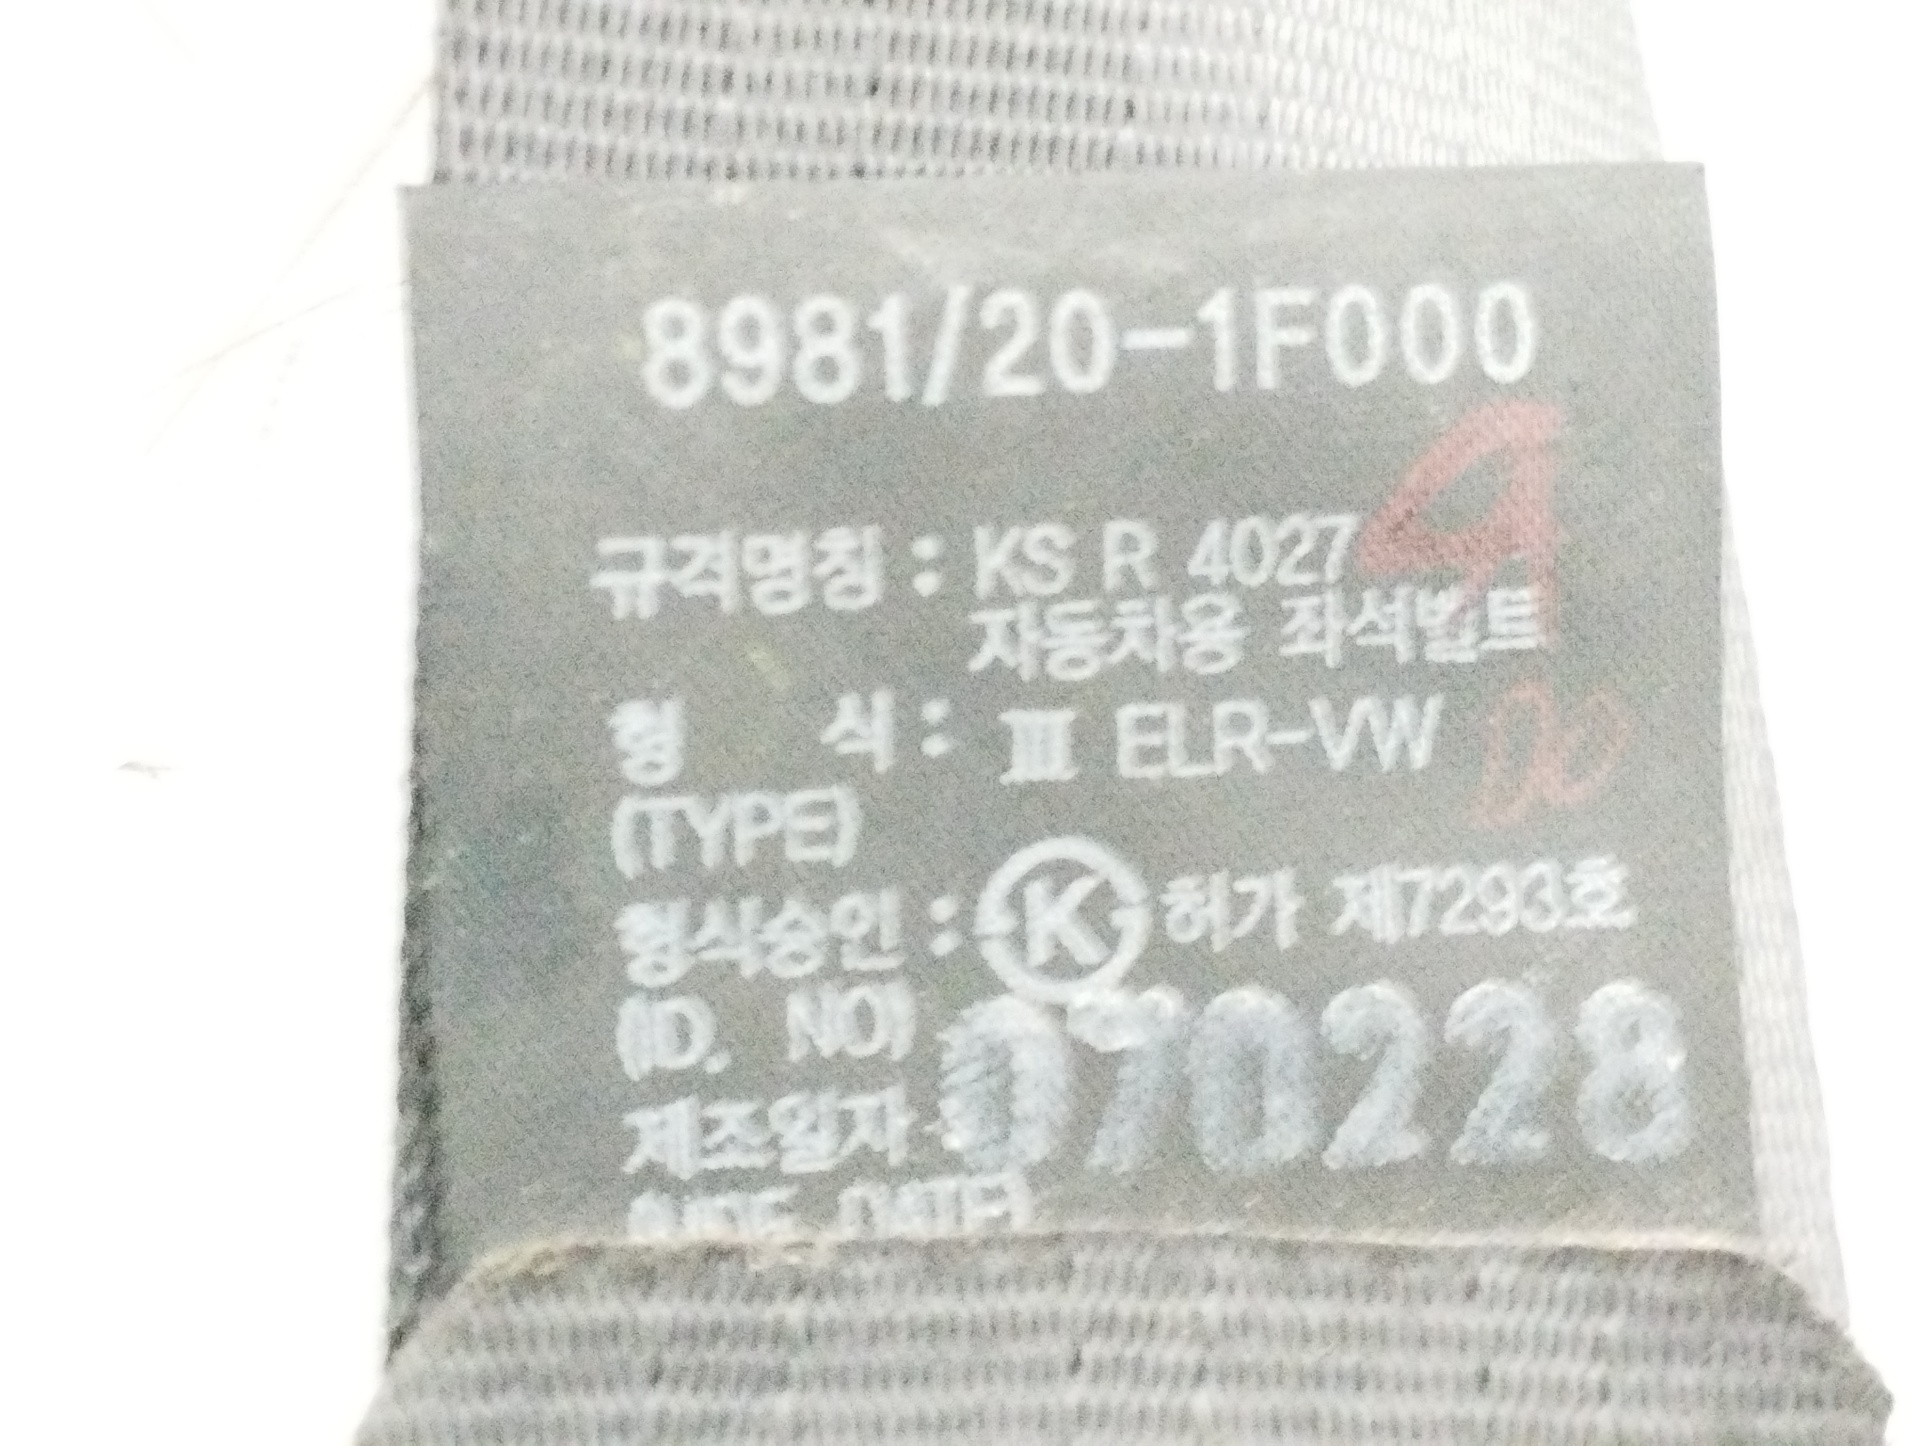 8981/20-1F000
규격명칭 : KS R 4027
자동차용 좌석벨트
형 식 : Ⅲ ELR-VW
(TYPE)
형식승인 : K 허가 제7293호
(ID. NO)
070228
제조일자 :